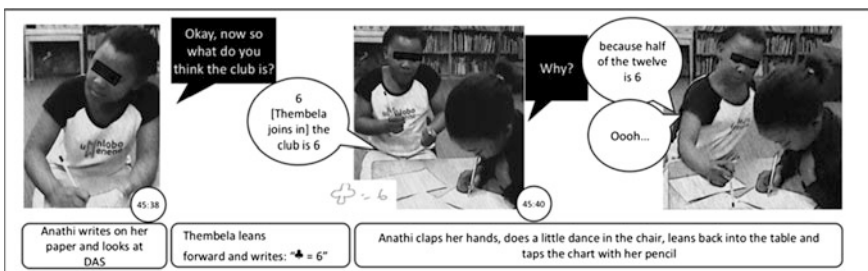 Okay, now so
what do you
think the club is?
6
[Thembela
joins in] the
club is 6
Why?
because half
of the twelve
is 6
Oooh...
nlobo
enene
♧ = 6
45:38
45:40
Anathi writes on her
paper and looks at
DAS
Thembela leans
forward and writes: “♣ = 6”
Anathi claps her hands, does a little dance in the chair, leans back into the table and
taps the chart with her pencil